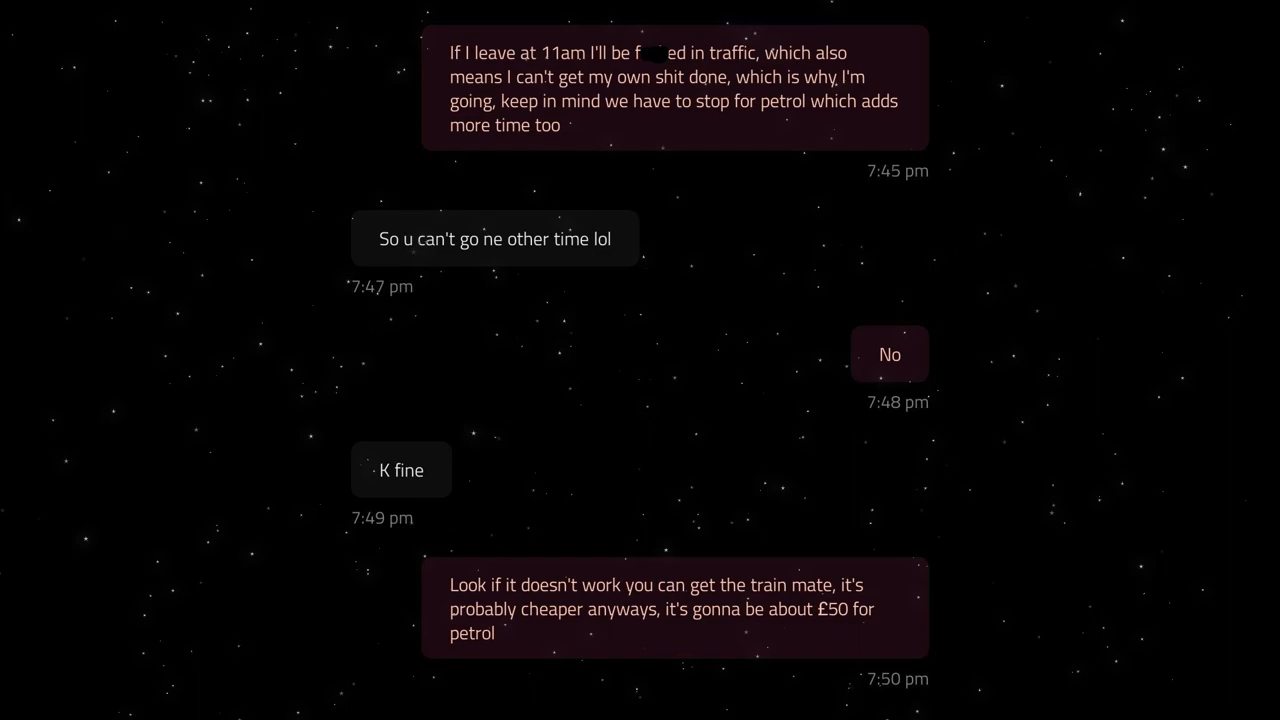 If I leave at 11am I'll be f ed in traffic, which also
means I can't get my own shit done, which is why I'm
going, keep in mind we have to stop for petrol which adds
more time too
7:45 pm
So u can't go ne other time lol
7:47 pm
No
7:48 pm
K fine
7:49 pm
Look if it doesn't work you can get the train mate, it's
probably cheaper anyways, it's gonna be about £50 for
petrol
7:50 pm